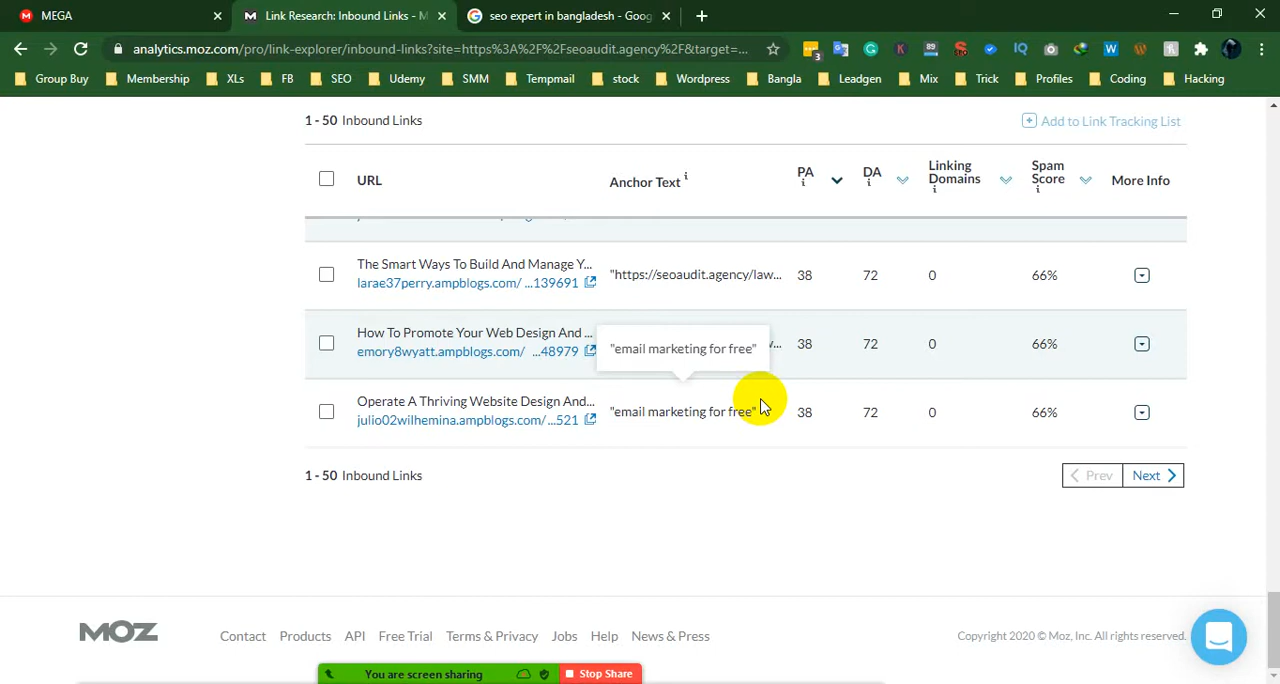 MEGA
Link Research: Inbound Links - M
seo expert in bangladesh - Goog
analytics.moz.com/pro/link-explorer/inbound-links?site=https%3A%2F%2Fseoaudit.agency%2F&target=...
3
89
IQ
Group Buy
Membership
XLs
FB
SEO
Udemy
SMM
Tempmail
stock
Wordpress
Bangla
Leadgen
Mix
Trick
Profiles
Coding
Hacking
1 - 50 Inbound Links
Add to Link Tracking List
URL
Anchor Text i
PA i
DA i
Linking Domains i
Spam Score i
More Info
The Smart Ways To Build And Manage Y...
larae37perry.ampblogs.com/ ...139691
"https://seoaudit.agency/law...
38
72
0
66%
How To Promote Your Web Design And ...
emory8wyatt.ampblogs.com/ ...48979
"email marketing for free"
38
72
0
66%
Operate A Thriving Website Design And...
julio02wilhemina.ampblogs.com/ ...521
"email marketing for free"
38
72
0
66%
1 - 50 Inbound Links
Prev
Next
MOZ
Contact
Products
API
Free Trial
Terms & Privacy
Jobs
Help
News & Press
Copyright 2020 © Moz, Inc. All rights reserved.
You are screen sharing
Stop Share